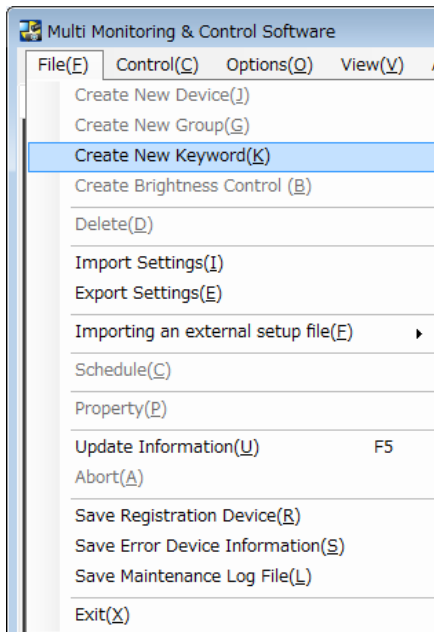 Multi Monitoring & Control Software
File(F) Control(C) Options(O) View(V)
Create New Device(J)
Create New Group(G)
Create New Keyword(K)
Create Brightness Control (B)
Delete(D)
Import Settings(I)
Export Settings(E)
Importing an external setup file(F)
Schedule(C)
Property(P)
Update Information(U) F5
Abort(A)
Save Registration Device(R)
Save Error Device Information(S)
Save Maintenance Log File(L)
Exit(X)